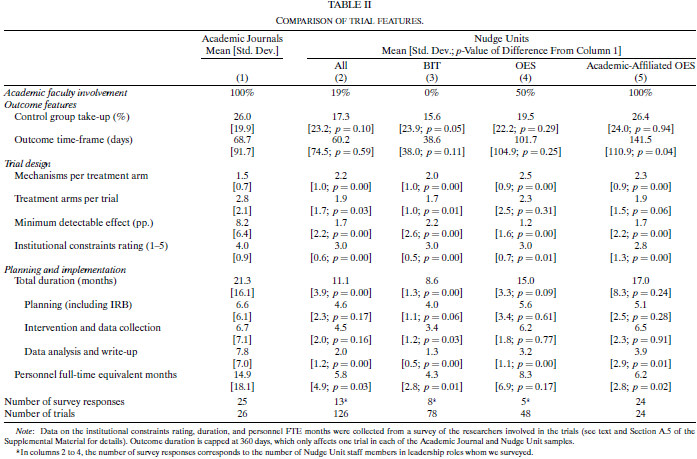 TABLE II
COMPARISON OF TRIAL FEATURES.
Academic Journals Nudge Units
Mean [Std. Dev.] Mean [Std. Dev.; p-Value of Difference From Column 1]
All BIT OES Academic-Affiliated OES
(1) (2) (3) (4) (5)
Academic faculty involvement 100% 19% 0% 50% 100%
Outcome features
Control group take-up (%) 26.0 17.3 15.6 19.5 26.4
[19.9] [23.2; p = 0.10] [23.9; p = 0.05] [22.2; p = 0.29] [24.0; p = 0.94]
Outcome time-frame (days) 68.7 60.2 38.6 101.7 141.5
[91.7] [74.5; p = 0.59] [38.0; p = 0.11] [104.9; p = 0.25] [110.9; p = 0.04]
Trial design
Mechanisms per treatment arm 1.5 2.2 2.0 2.5 2.3
[0.7] [1.0; p = 0.00] [1.0; p = 0.00] [0.9; p = 0.00] [0.9; p = 0.00]
Treatment arms per trial 2.8 1.9 1.7 2.3 1.9
[2.1] [1.7; p = 0.03] [1.0; p = 0.01] [2.5; p = 0.31] [1.5; p = 0.06]
Minimum detectable effect (pp.) 8.2 1.7 2.2 1.2 1.7
[6.4] [2.2; p = 0.00] [2.6; p = 0.00] [1.6; p = 0.00] [2.2; p = 0.00]
Institutional constraints rating (1–5) 4.0 3.0 3.0 3.0 2.8
[0.9] [0.6; p = 0.00] [0.5; p = 0.00] [0.7; p = 0.01] [1.3; p = 0.00]
Planning and implementation
Total duration (months) 21.3 11.1 8.6 15.0 17.0
[16.1] [3.9; p = 0.00] [1.3; p = 0.00] [3.3; p = 0.09] [8.3; p = 0.24]
Planning (including IRB) 6.6 4.6 4.0 5.6 5.1
[6.1] [2.3; p = 0.17] [1.1; p = 0.06] [3.4; p = 0.61] [2.5; p = 0.28]
Intervention and data collection 6.7 4.5 3.4 6.2 6.5
[7.1] [2.0; p = 0.16] [1.2; p = 0.03] [1.8; p = 0.77] [2.3; p = 0.91]
Data analysis and write-up 7.8 2.0 1.3 3.2 3.9
[7.0] [1.2; p = 0.00] [0.5; p = 0.00] [1.1; p = 0.00] [2.9; p = 0.01]
Personnel full-time equivalent months 14.9 5.8 4.3 8.3 6.2
[18.1] [4.9; p = 0.03] [2.8; p = 0.01] [6.9; p = 0.17] [2.8; p = 0.02]
Number of survey responses 25 13* 8* 5* 24
Number of trials 26 126 78 48 24
Note: Data on the institutional constraints rating, duration, and personnel FTE months were collected from a survey of the researchers involved in the trials (see text and Section A.5 of the
Supplemental Material for details). Outcome duration is capped at 360 days, which only affects one trial in each of the Academic Journal and Nudge Unit samples.
*In columns 2 to 4, the number of survey responses corresponds to the number of Nudge Unit staff members in leadership roles whom we surveyed.